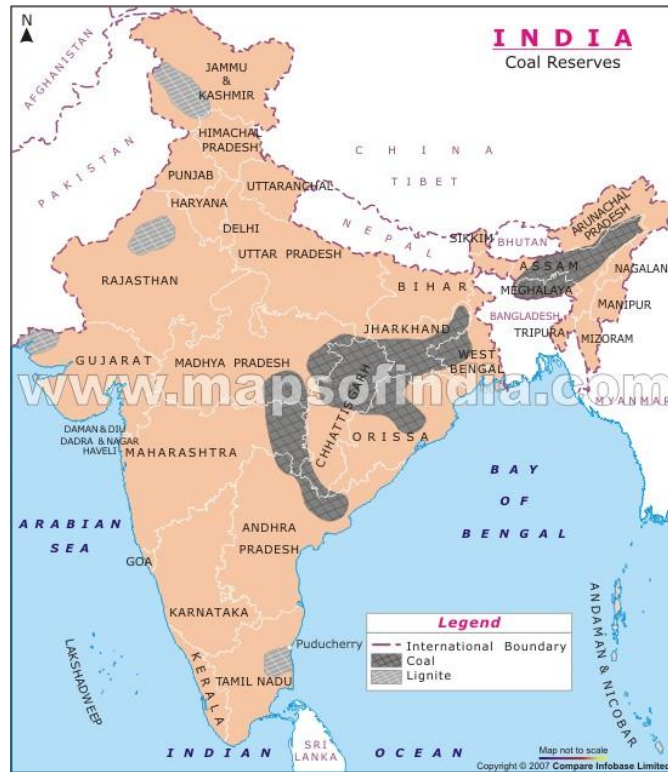 N
INDIA
Coal Reserves
AFGHANISTAN
JAMMU
&
KASHMIR
HIMACHAL
PRADESH
CHINA
TIBET
PAKISTAN
PUNJAB
UTTARANCHAL
HARYANA
DELHI
NEPAL
UTTAR PRADESH
SIKKIM
BHUTAN
ARUNACHAL
PRADESH
RAJASTHAN
BIHAR
ASSAM
NAGALAN
MEGHALAYA
MANIPUR
BANGLADESH
JHARKHAND
TRIPURA
MIZORAM
GUJARAT
MADHYA PRADESH
WEST
BENGAL
www.mapsofindia.com
MYANMAR
CHHATTISGARH
DAMAN & DIU
DADRA & NAGAR
HAVELI
MAHARASHTRA
ORISSA
BAY
OF
BENGAL
ARABIAN
SEA
ANDHRA
PRADESH
GOA
KARNATAKA
ANDAMAN & NICOBAR
LAKSHADWEEP
KERALA
Puducherry
TAMIL NADU
Legend
International Boundary
Coal
Lignite
SRI
LANKA
INDIAN OCEAN
Map not to scale
Copyright © 2007 Compare Infobase Limited